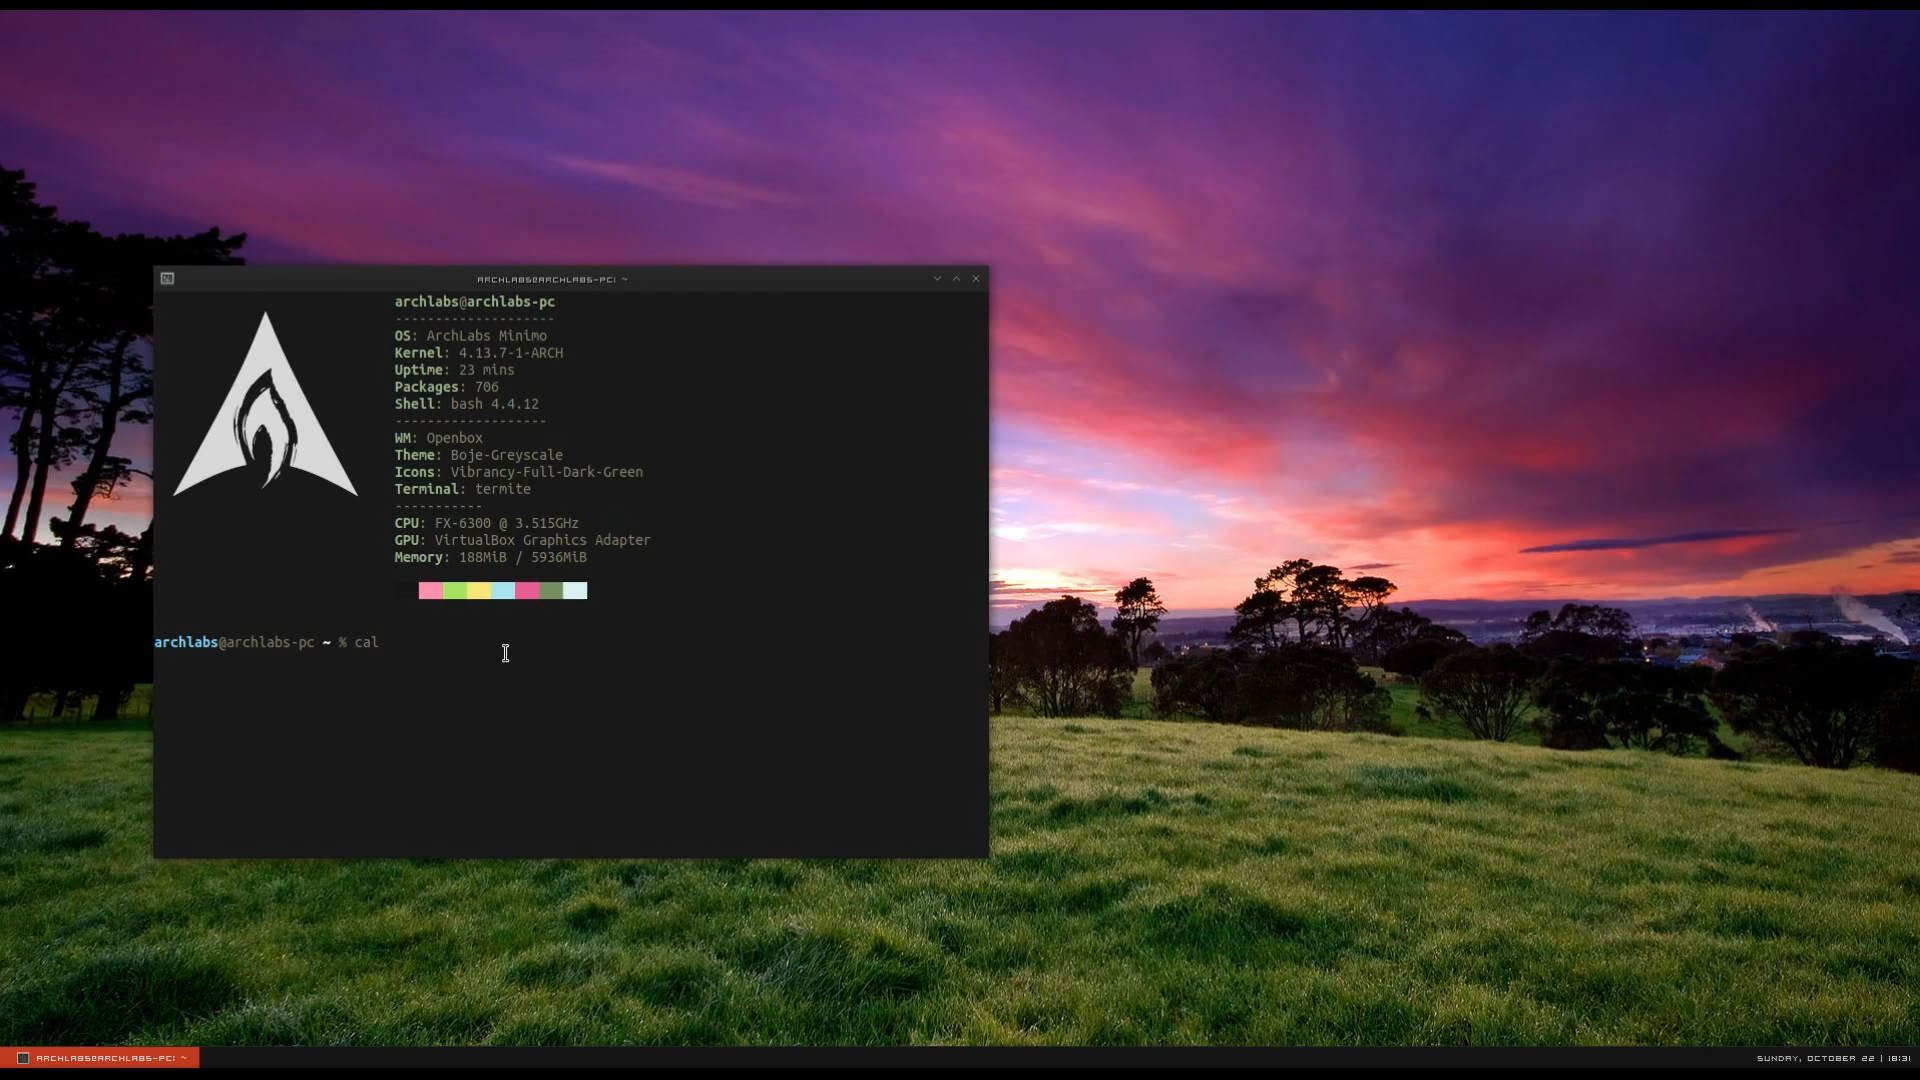 ARCHLABS@ARCHLABS-PC: ~
archlabs@archlabs-pc
--------------------
OS: ArchLabs Minimo
Kernel: 4.13.7-1-ARCH
Uptime: 23 mins
Packages: 706
Shell: bash 4.4.12
-------------------
WM: Openbox
Theme: Boje-Greyscale
Icons: Vibrancy-Full-Dark-Green
Terminal: termite
-----------
CPU: FX-6300 @ 3.515GHz
GPU: VirtualBox Graphics Adapter
Memory: 188MiB / 5936MiB
archlabs@archlabs-pc ~ % cal
ARCHLABS@ARCHLABS-PC: ~
SUNDAY, OCTOBER 22 | 18:31